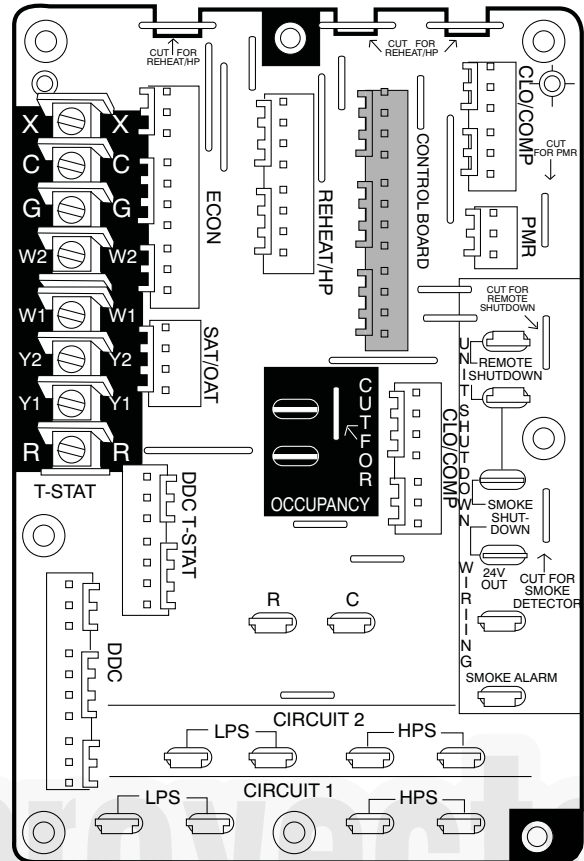 CUT FOR
REHEAT/HP
CUT FOR
REHEAT/HP
X X
C C
G G
W2 W2
W1 W1
Y2 Y2
Y1 Y1
R R
T-STAT
ECON
SAT/OAT
REHEAT/HP
CONTROL BOARD
CLO/COMP
CUT
FOR PMR
PMR
CUT FOR
REMOTE
SHUTDOWN
UNIT SHUTDOWN WIRIING
REMOTE
SHUTDOWN
SMOKE
SHUT-
DOWN
24V
OUT
CUT FOR
SMOKE
DETECTOR
SMOKE ALARM
CUT FOR
OCCUPANCY
CLO/COMP
DDC T-STAT
DDC
R C
CIRCUIT 2
LPS HPS
CIRCUIT 1
LPS HPS